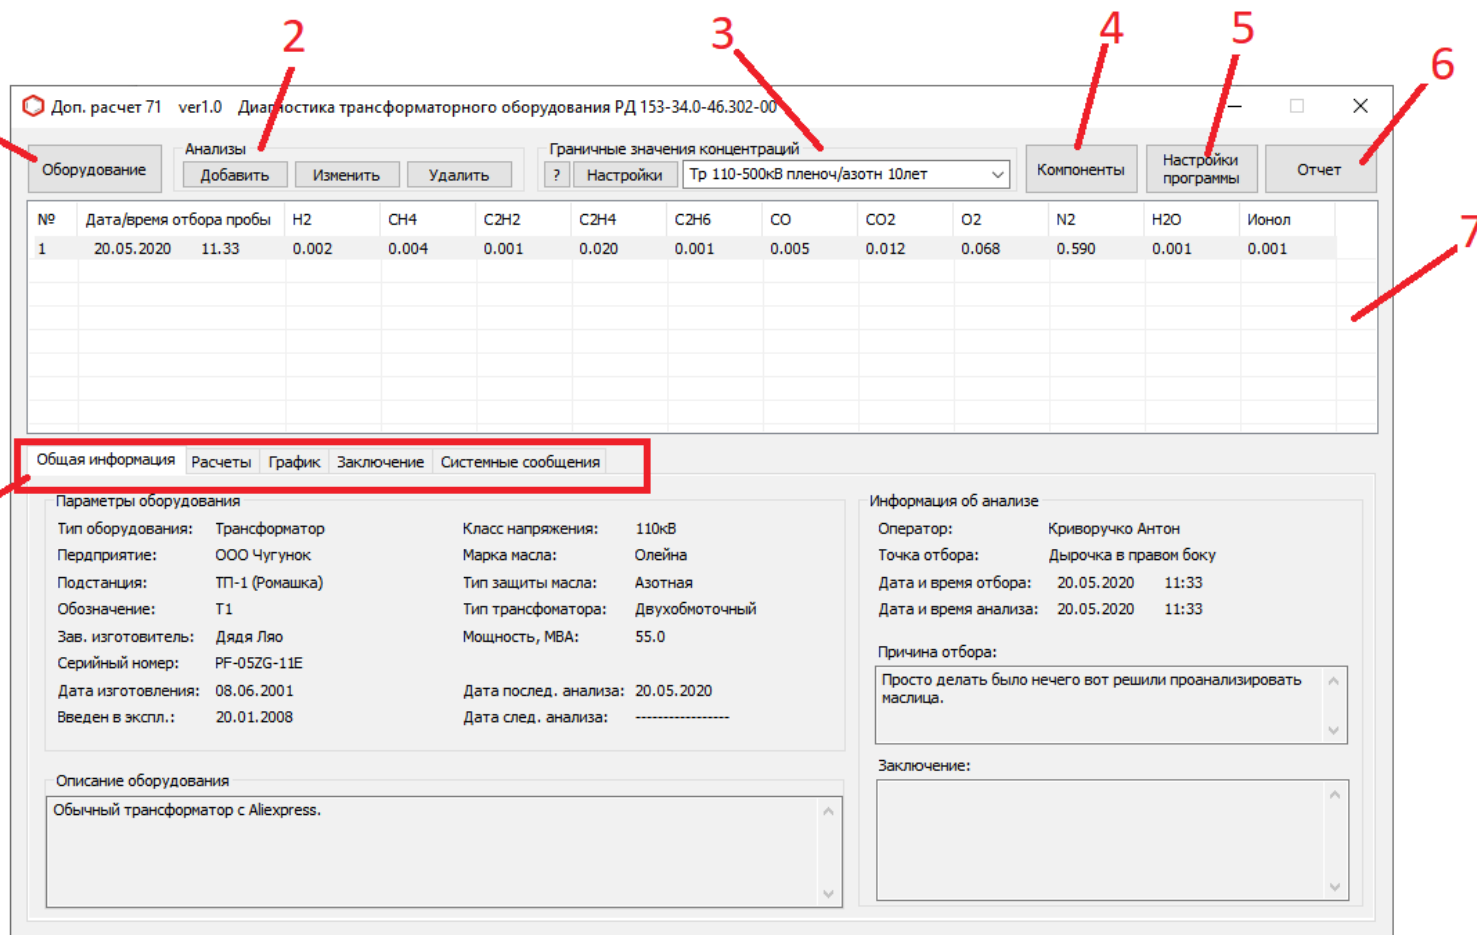 2
3
4
5
6
Доп. расчет 71 ver1.0 Диагностика трансформаторного оборудования РД 153-34.0-46.302-00
Оборудование
Анализы
Добавить Изменить Удалить
Граничные значения концентраций
? Настройки Тр 110-500кВ пленоч/азотн 10лет
Компоненты
Настройки
программы
Отчет
№ Дата/время отбора пробы H2 CH4 C2H2 C2H4 C2H6 CO CO2 O2 N2 H2O Ионол
7
1 20.05.2020 11.33 0.002 0.004 0.001 0.020 0.001 0.005 0.012 0.068 0.590 0.001 0.001
Общая информация Расчеты График Заключение Системные сообщения
Параметры оборудования
Тип оборудования: Трансформатор Класс напряжения: 110кВ
Пердприятие: ООО Чугунок Марка масла: Олейна
Подстанция: ТП-1 (Ромашка) Тип защиты масла: Азотная
Обозначение: Т1 Тип трансфоматора: Двухобмоточный
Зав. изготовитель: Дядя Ляо Мощность, МВА: 55.0
Серийный номер: PF-05ZG-11E
Дата изготовления: 08.06.2001 Дата послед. анализа: 20.05.2020
Введен в экспл.: 20.01.2008 Дата след. анализа: -----------------
Описание оборудования
Обычный трансформатор с Aliexpress.
Информация об анализе
Оператор: Криворучко Антон
Точка отбора: Дырочка в правом боку
Дата и время отбора: 20.05.2020 11:33
Дата и время анализа: 20.05.2020 11:33
Причина отбора:
Просто делать было нечего вот решили проанализировать
маслица.
Заключение: